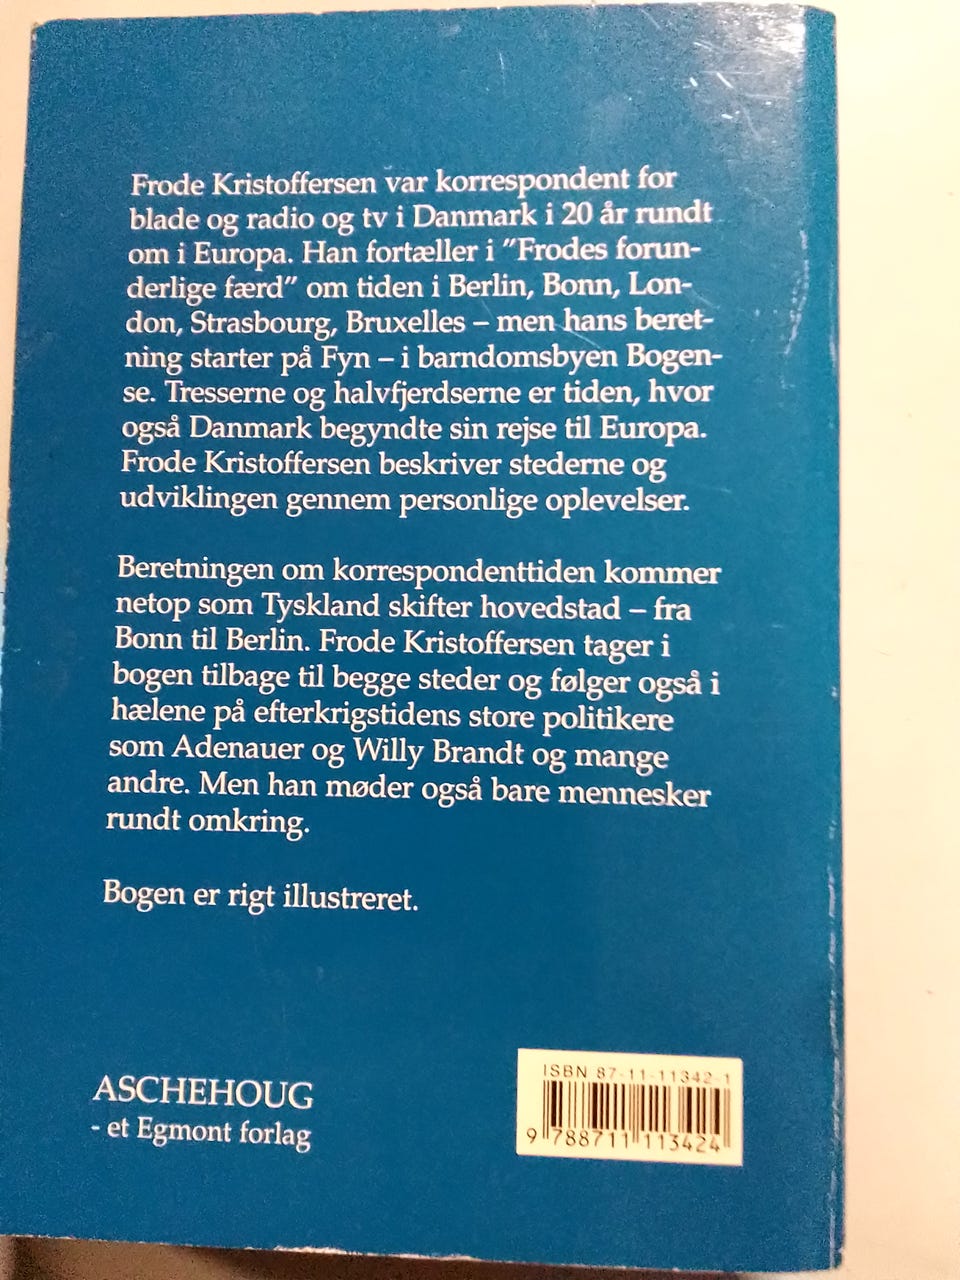 Frode Kristoffersen var korrespondent for
blade og radio og tv i Danmark i 20 år rundt
om i Europa. Han fortæller i ”Frodes forun-
derlige færd” om tiden i Berlin, Bonn, Lon-
don, Strasbourg, Bruxelles – men hans beret-
ning starter på Fyn – i barndomsbyen Bogen-
se. Tresserne og halvfjerdserne er tiden, hvor
også Danmark begyndte sin rejse til Europa.
Frode Kristoffersen beskriver stederne og
udviklingen gennem personlige oplevelser.
Beretningen om korrespondenttiden kommer
netop som Tyskland skifter hovedstad – fra
Bonn til Berlin. Frode Kristoffersen tager i
bogen tilbage til begge steder og følger også i
hælene på efterkrigstidens store politikere
som Adenauer og Willy Brandt og mange
andre. Men han møder også bare mennesker
rundt omkring.
Bogen er rigt illustreret.
ASCHEHOUG
- et Egmont forlag
ISBN 87-11-11342-1
9 788711 113424